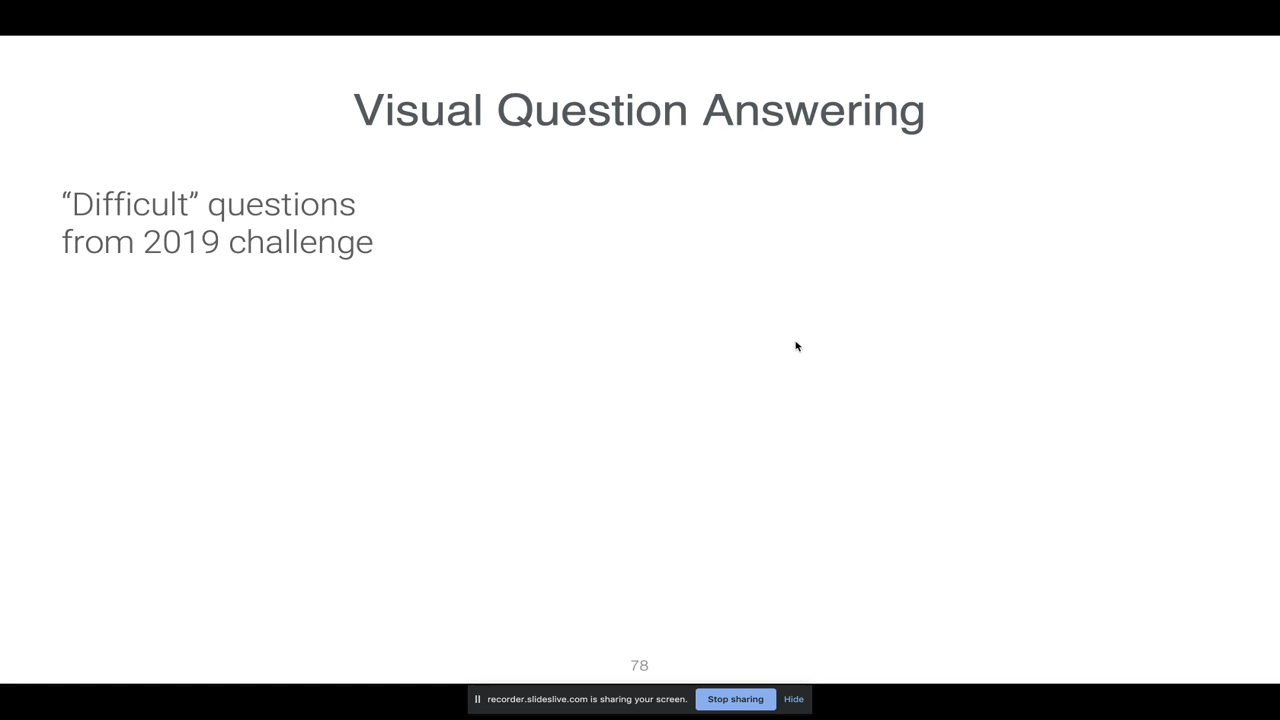 Visual Question Answering
“Difficult” questions
from 2019 challenge
78
recorder.slideslive.com is sharing your screen. Stop sharing Hide